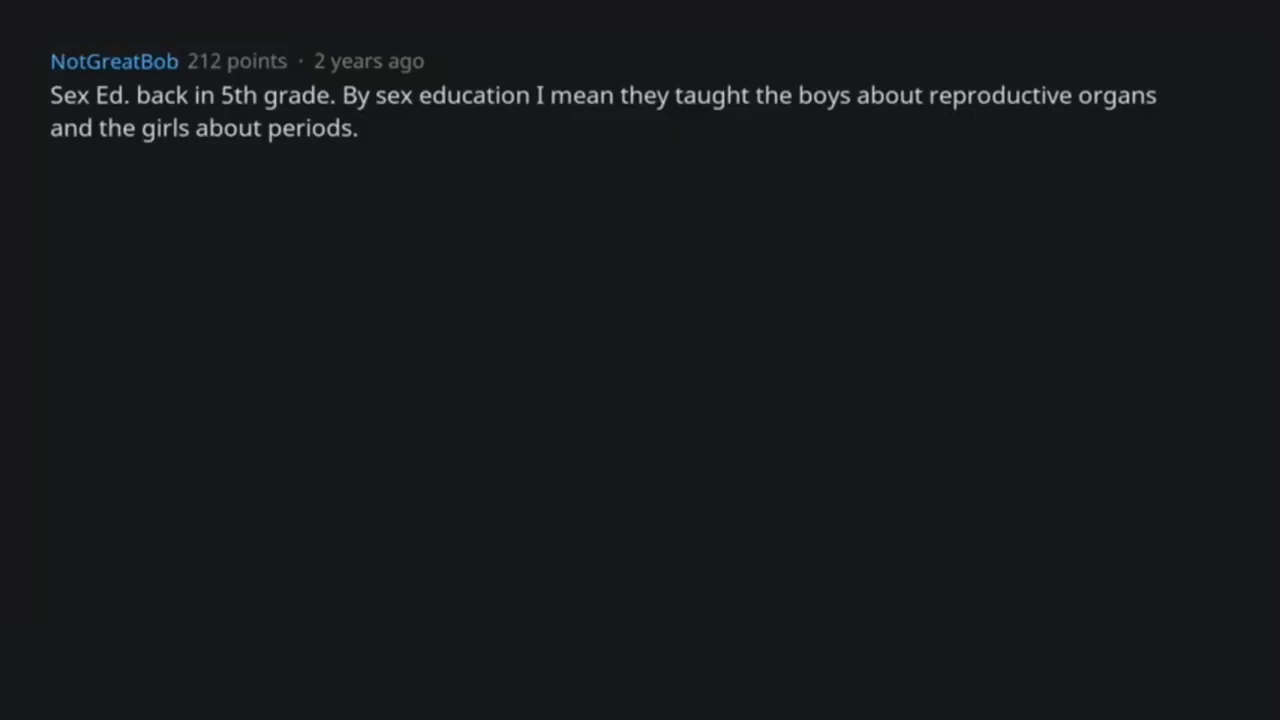 NotGreatBob 212 points · 2 years ago
Sex Ed. back in 5th grade. By sex education I mean they taught the boys about reproductive organs
and the girls about periods.